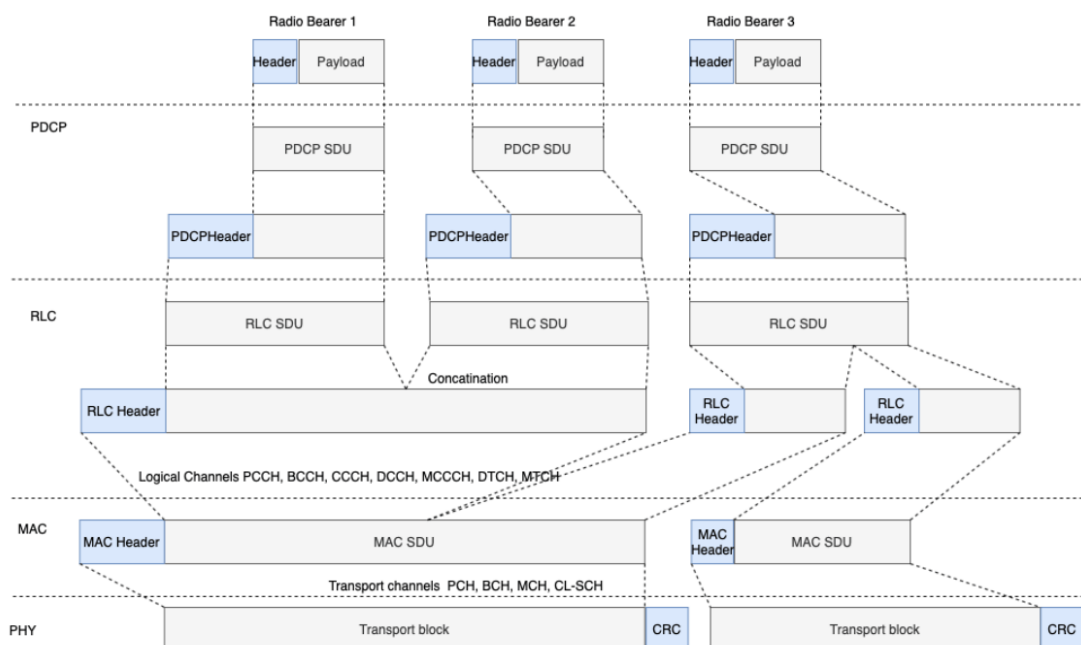 Radio Bearer 1 Radio Bearer 2 Radio Bearer 3
Header Payload Header Payload Header Payload
PDCP
PDCP SDU PDCP SDU PDCP SDU
PDCPHeader PDCPHeader PDCPHeader
RLC
RLC SDU RLC SDU RLC SDU
Concatination
RLC Header
RLC
Header
RLC
Header
Logical Channels PCCH, BCCH, CCCH, DCCH, MCCCH, DTCH, MTCH
MAC
MAC Header MAC SDU
MAC
Header
MAC SDU
Transport channels PCH, BCH, MCH, CL-SCH
PHY
Transport block CRC Transport block CRC